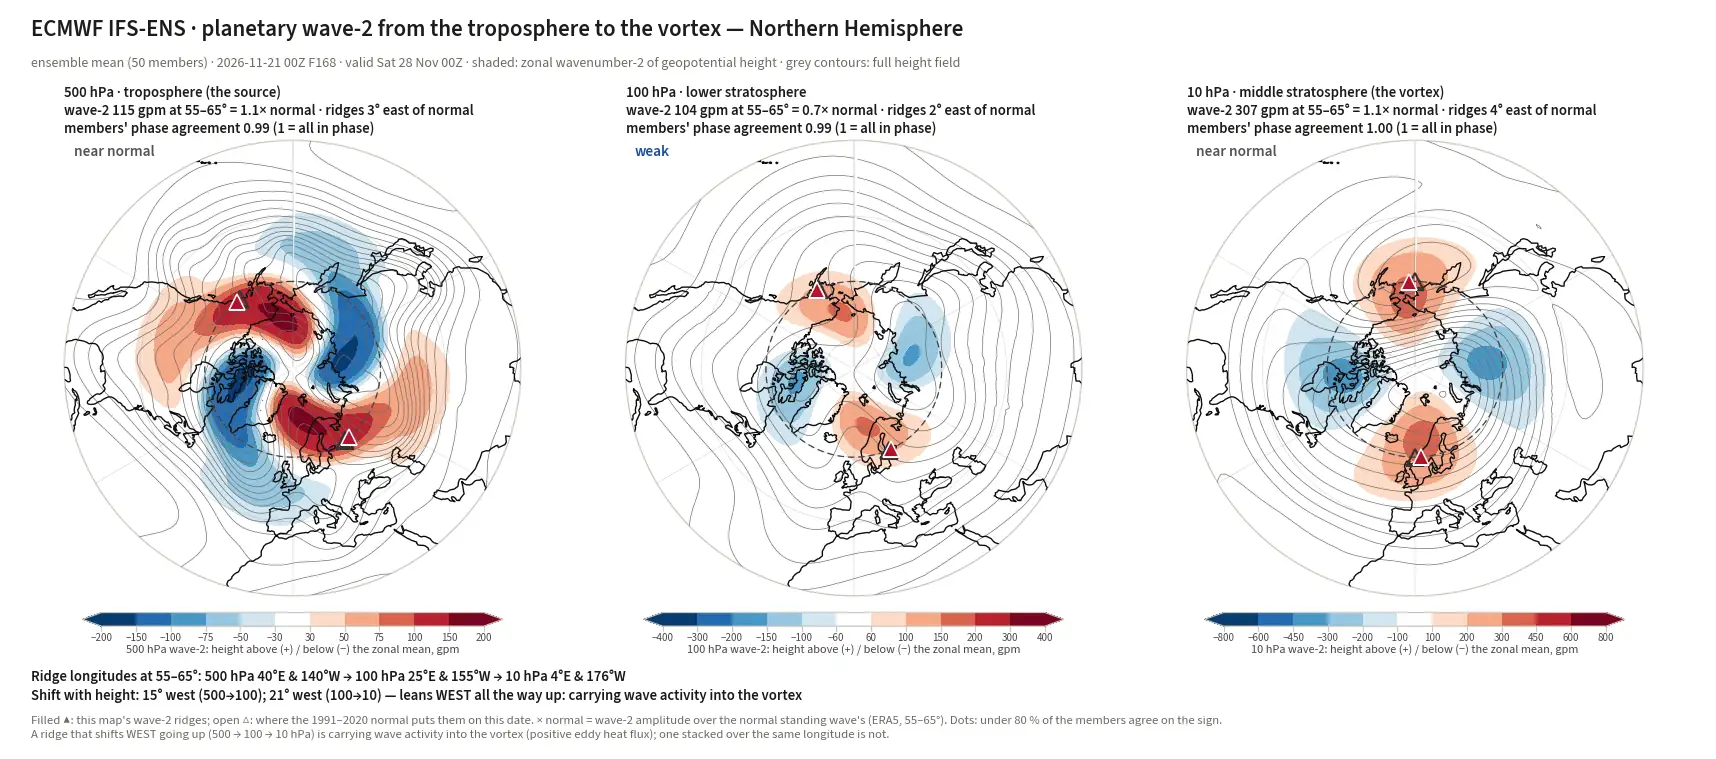 ECMWF IFS-ENS · planetary wave-2 from the troposphere to the vortex — Northern Hemisphere
ensemble mean (50 members) · 2026-11-21 00Z F168 · valid Sat 28 Nov 00Z · shaded: zonal wavenumber-2 of geopotential height · grey contours: full height field
500 hPa · troposphere (the source)
wave-2 115 gpm at 55–65° = 1.1× normal · ridges 3° east of normal
members' phase agreement 0.99 (1 = all in phase)
near normal
100 hPa · lower stratosphere
wave-2 104 gpm at 55–65° = 0.7× normal · ridges 2° east of normal
members' phase agreement 0.99 (1 = all in phase)
weak
10 hPa · middle stratosphere (the vortex)
wave-2 307 gpm at 55–65° = 1.1× normal · ridges 4° east of normal
members' phase agreement 1.00 (1 = all in phase)
near normal
−200 −150 −100 −75 −50 −30 30 50 75 100 150 200
500 hPa wave-2: height above (+) / below (−) the zonal mean, gpm
−400 −300 −200 −150 −100 −60 60 100 150 200 300 400
100 hPa wave-2: height above (+) / below (−) the zonal mean, gpm
−800 −600 −450 −300 −200 −100 100 200 300 450 600 800
10 hPa wave-2: height above (+) / below (−) the zonal mean, gpm
Ridge longitudes at 55–65°: 500 hPa 40°E & 140°W → 100 hPa 25°E & 155°W → 10 hPa 4°E & 176°W
Shift with height: 15° west (500→100); 21° west (100→10) — leans WEST all the way up: carrying wave activity into the vortex
Filled ▲: this map's wave-2 ridges; open △: where the 1991–2020 normal puts them on this date. × normal = wave-2 amplitude over the normal standing wave's (ERA5, 55–65°). Dots: under 80 % of the members agree on the sign.
A ridge that shifts WEST going up (500 → 100 → 10 hPa) is carrying wave activity into the vortex (positive eddy heat flux); one stacked over the same longitude is not.